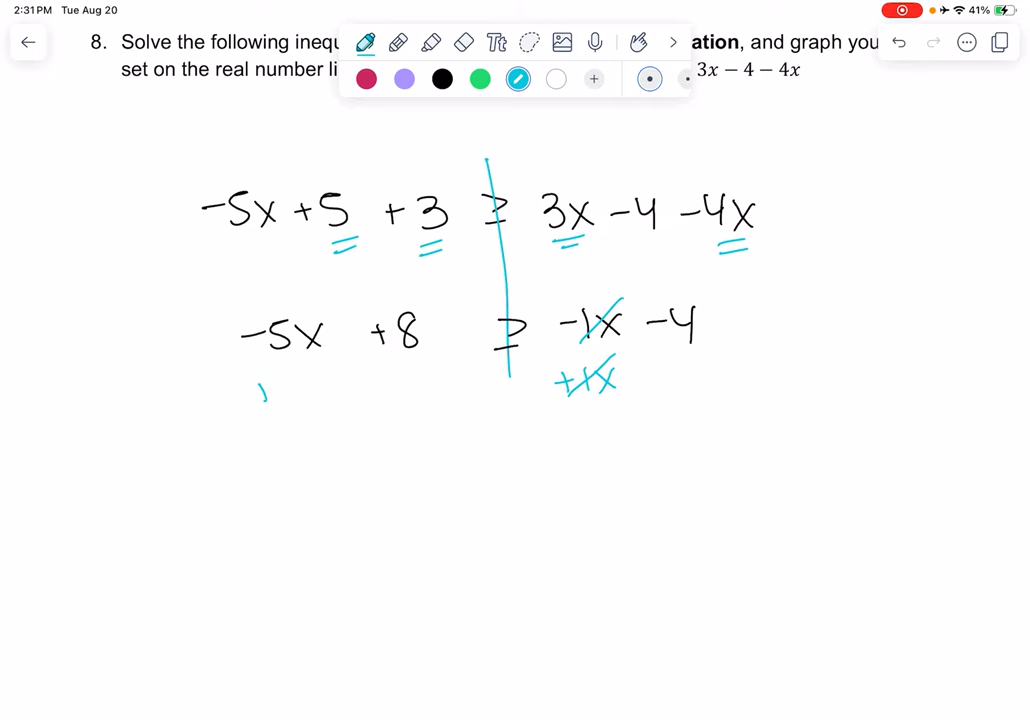 2:31 PM Tue Aug 20 41%
8. Solve the following inequ ation, and graph you
set on the real number li 3x − 4 − 4x
Tt
-5x +5 +3 ≥ 3x -4 -4x
-5x +8 ≥ -1x -4
+1x